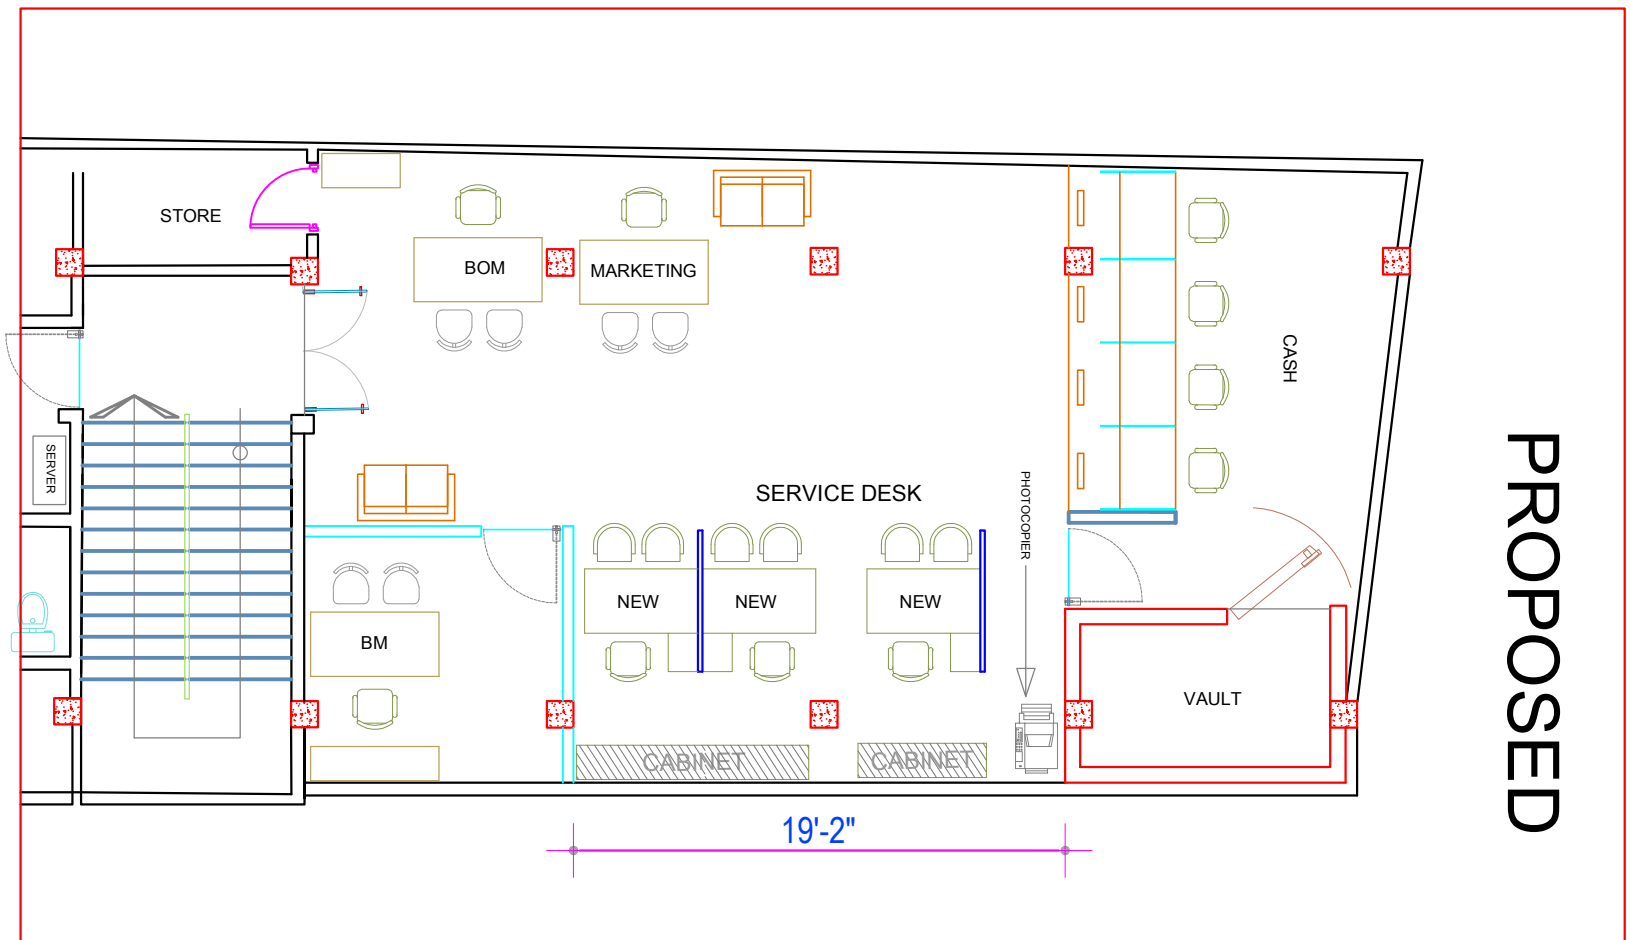 STORE
BOM
MARKETING
CASH
SERVER
SERVICE DESK
PHOTOCOPIER
NEW
NEW
NEW
BM
VAULT
CABINET
CABINET
19'-2"
PROPOSED